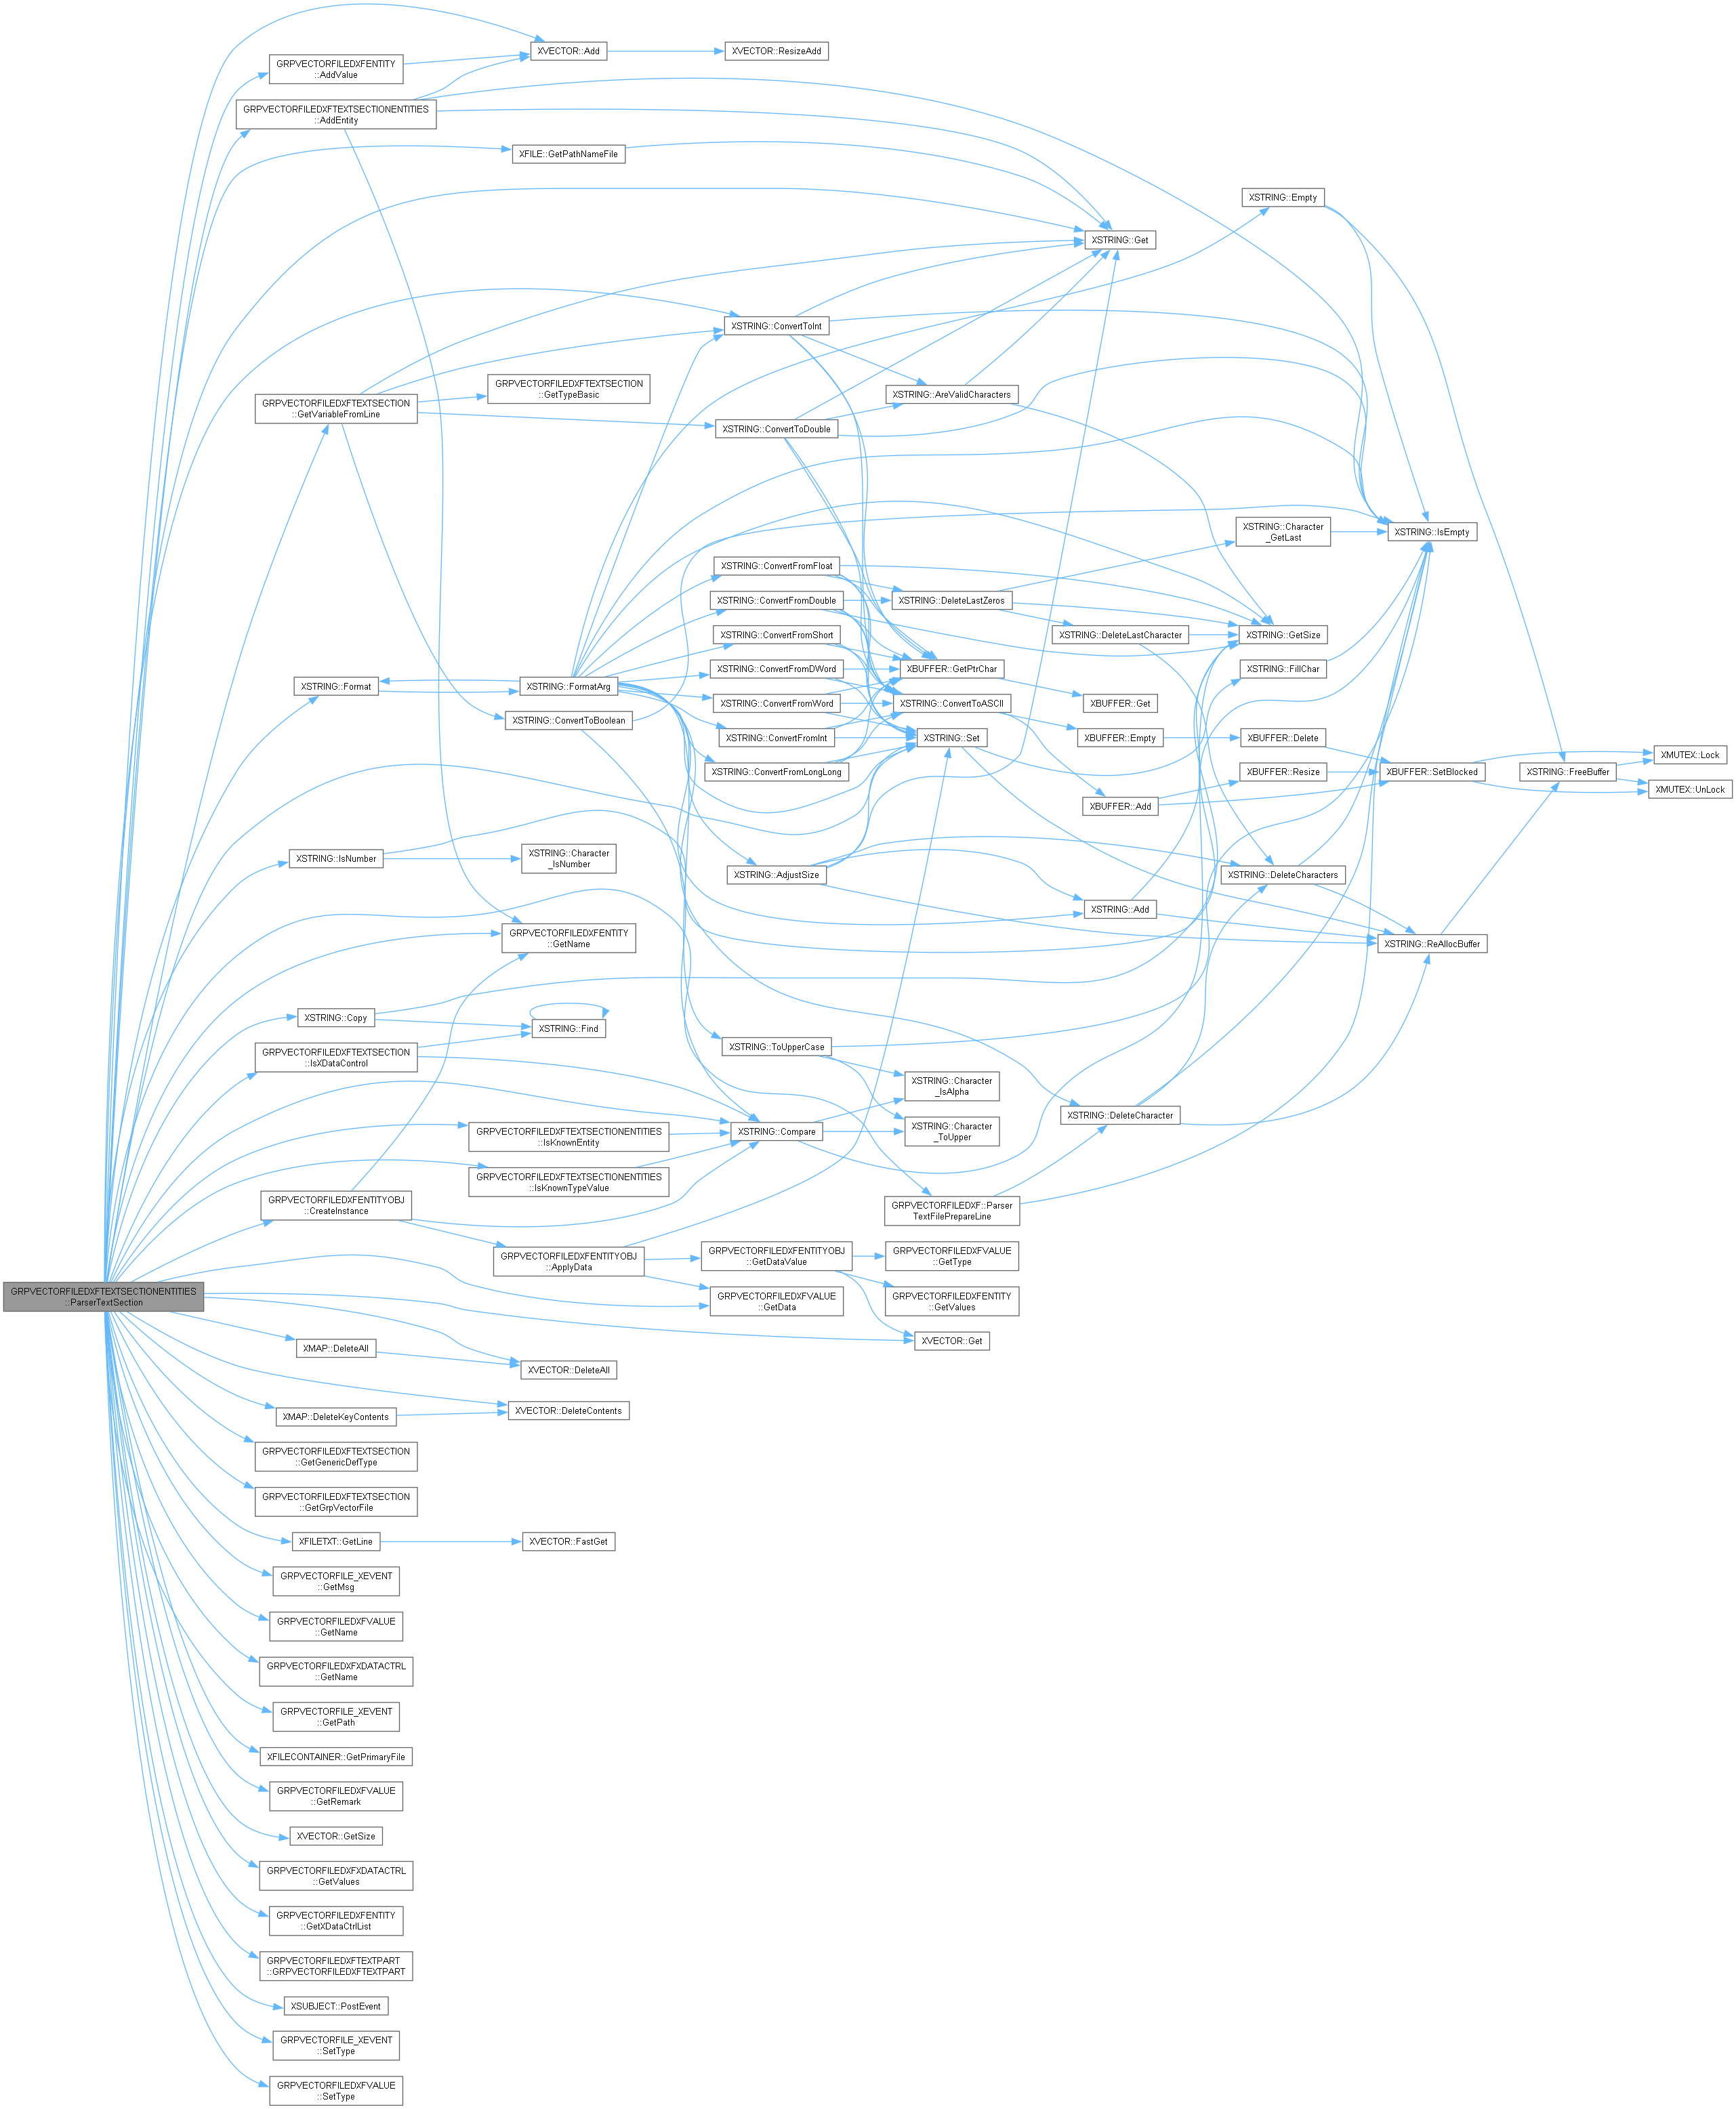 XVECTOR::Add
XVECTOR::ResizeAdd
GRPVECTORFILEDXFENTITY
::AddValue
GRPVECTORFILEDXFTEXTSECTIONENTITIES
::AddEntity
XFILE::GetPathNameFile
XSTRING::Empty
XSTRING::Get
XSTRING::ConvertToInt
GRPVECTORFILEDXFTEXTSECTION
::GetTypeBasic
XSTRING::AreValidCharacters
GRPVECTORFILEDXFTEXTSECTION
::GetVariableFromLine
XSTRING::ConvertToDouble
XSTRING::Character
_GetLast
XSTRING::IsEmpty
XSTRING::ConvertFromFloat
XSTRING::ConvertFromDouble
XSTRING::DeleteLastZeros
XSTRING::ConvertFromShort
XSTRING::DeleteLastCharacter
XSTRING::GetSize
XSTRING::ConvertFromDWord
XBUFFER::GetPtrChar
XSTRING::FillChar
XSTRING::Format
XSTRING::FormatArg
XSTRING::ConvertFromWord
XSTRING::ConvertToASCII
XBUFFER::Get
XSTRING::ConvertToBoolean
XSTRING::ConvertFromInt
XSTRING::Set
XBUFFER::Empty
XBUFFER::Delete
XMUTEX::Lock
XSTRING::ConvertFromLongLong
XBUFFER::Resize
XBUFFER::SetBlocked
XSTRING::FreeBuffer
XMUTEX::UnLock
XBUFFER::Add
XSTRING::IsNumber
XSTRING::Character
_IsNumber
XSTRING::AdjustSize
XSTRING::DeleteCharacters
XSTRING::Add
GRPVECTORFILEDXFENTITY
::GetName
XSTRING::ReAllocBuffer
XSTRING::Copy
XSTRING::Find
GRPVECTORFILEDXFTEXTSECTION
::IsXDataControl
XSTRING::ToUpperCase
XSTRING::Character
_IsAlpha
XSTRING::DeleteCharacter
GRPVECTORFILEDXFTEXTSECTIONENTITIES
::IsKnownEntity
XSTRING::Compare
XSTRING::Character
_ToUpper
GRPVECTORFILEDXFTEXTSECTIONENTITIES
::IsKnownTypeValue
GRPVECTORFILEDXFENTITYOBJ
::CreateInstance
GRPVECTORFILEDXF::Parser
TextFilePrepareLine
GRPVECTORFILEDXFENTITYOBJ
::ApplyData
GRPVECTORFILEDXFENTITYOBJ
::GetDataValue
GRPVECTORFILEDXFVALUE
::GetType
GRPVECTORFILEDXFTEXTSECTIONENTITIES
::ParserTextSection
GRPVECTORFILEDXFVALUE
::GetData
GRPVECTORFILEDXFENTITY
::GetValues
XMAP::DeleteAll
XVECTOR::Get
XVECTOR::DeleteAll
XMAP::DeleteKeyContents
XVECTOR::DeleteContents
GRPVECTORFILEDXFTEXTSECTION
::GetGenericDefType
GRPVECTORFILEDXFTEXTSECTION
::GetGrpVectorFile
XFILETXT::GetLine
XVECTOR::FastGet
GRPVECTORFILE_XEVENT
::GetMsg
GRPVECTORFILEDXFVALUE
::GetName
GRPVECTORFILEDXFXDATACTRL
::GetName
GRPVECTORFILE_XEVENT
::GetPath
XFILECONTAINER::GetPrimaryFile
GRPVECTORFILEDXFVALUE
::GetRemark
XVECTOR::GetSize
GRPVECTORFILEDXFXDATACTRL
::GetValues
GRPVECTORFILEDXFENTITY
::GetXDataCtrlList
GRPVECTORFILEDXFTEXTPART
::GRPVECTORFILEDXFTEXTPART
XSUBJECT::PostEvent
GRPVECTORFILE_XEVENT
::SetType
GRPVECTORFILEDXFVALUE
::SetType